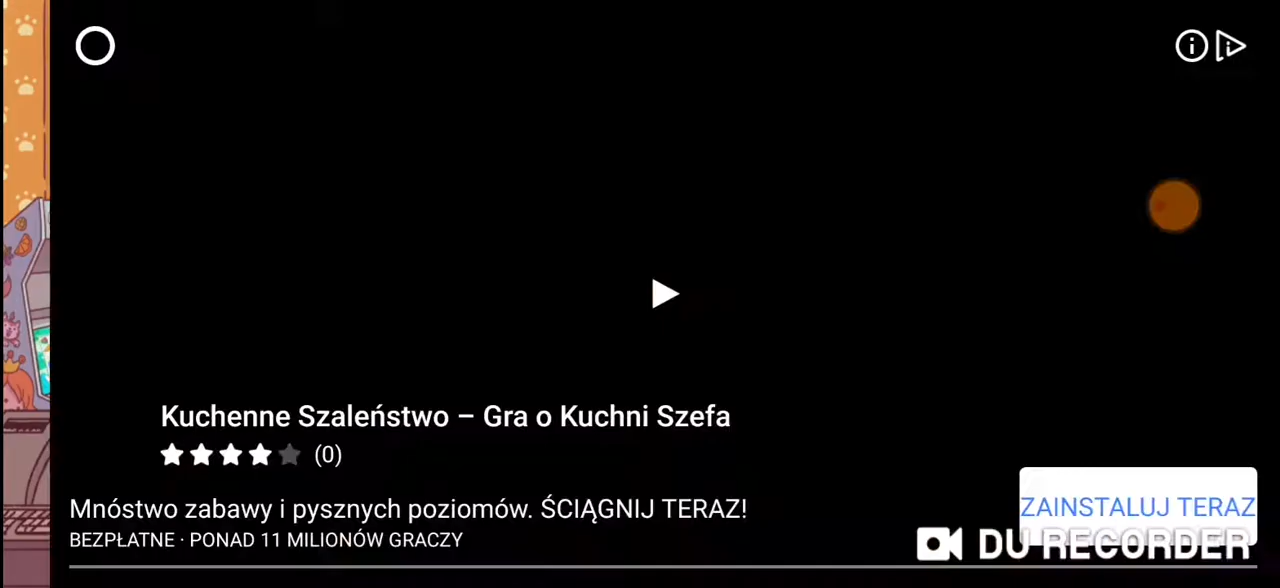 Kuchenne Szaleństwo – Gra o Kuchni Szefa
(0)
Mnóstwo zabawy i pysznych poziomów. ŚCIĄGNIJ TERAZ!
BEZPŁATNE · PONAD 11 MILIONÓW GRACZY
ZAINSTALUJ TERAZ
DU RECORDER